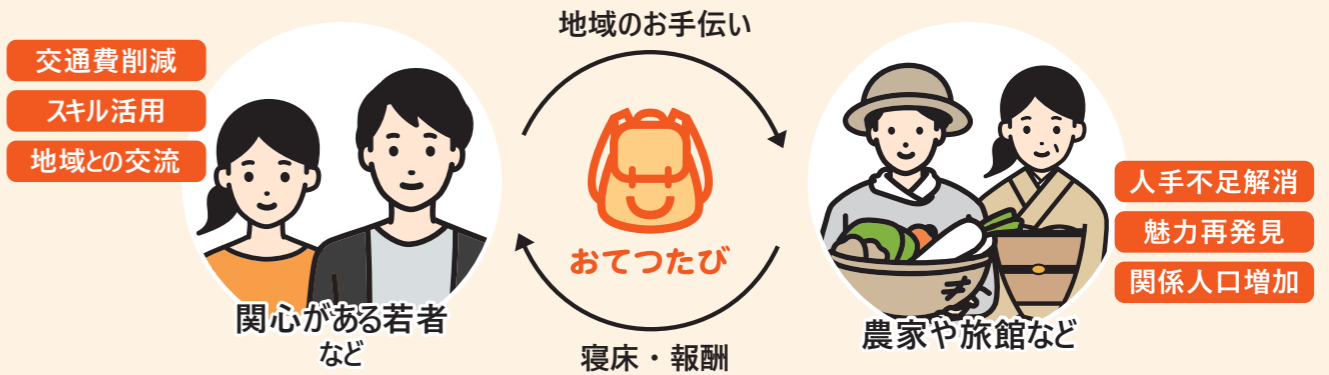 地域のお手伝い
交通費削減
スキル活用
地域との交流
関心がある若者
など
おてつたび
寝床・報酬
人手不足解消
魅力再発見
関係人口増加
農家や旅館など